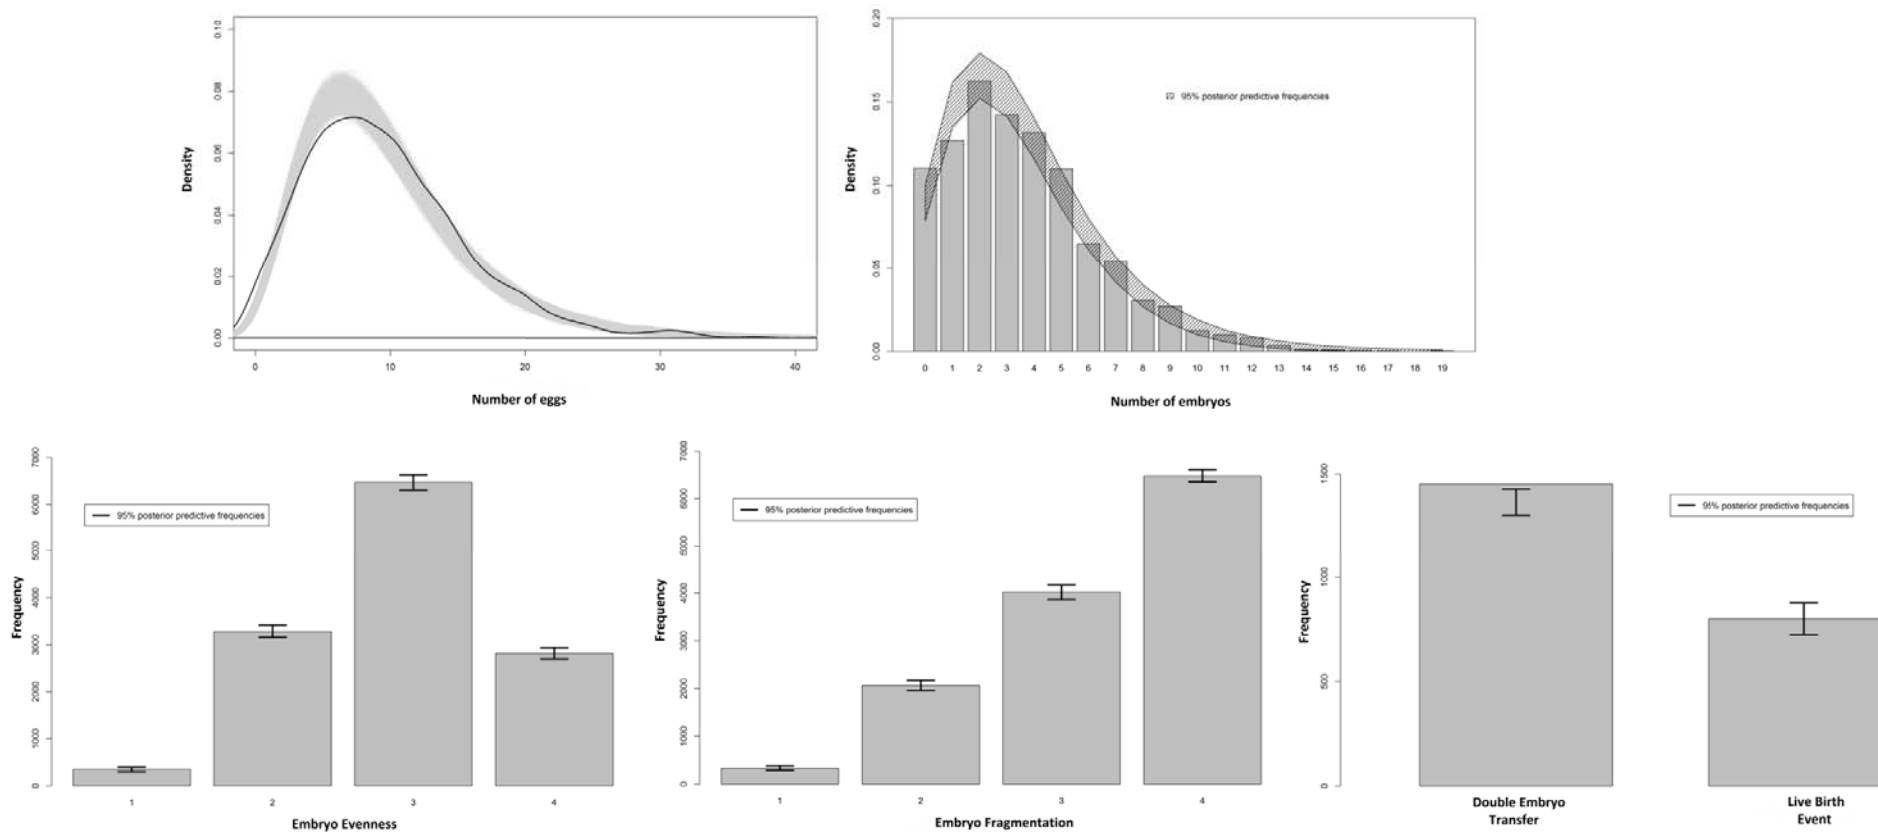 0.10
0.08
0.06
0.04
0.02
0.00
Density
0 10 20 30 40
Number of eggs
0.20
0.15
0.10
0.05
0.00
Density
95% posterior predictive frequencies
0 1 2 3 4 5 6 7 8 9 10 11 12 13 14 15 16 17 18 19
Number of embryos
7000
6000
5000
4000
3000
2000
1000
0
Frequency
95% posterior predictive frequencies
1 2 3 4
Embryo Evenness
7000
6000
5000
4000
3000
2000
1000
0
Frequency
95% posterior predictive frequencies
1 2 3 4
Embryo Fragmentation
1500
1000
500
0
Frequency
95% posterior predictive frequencies
Double Embryo
Transfer
Live Birth
Event